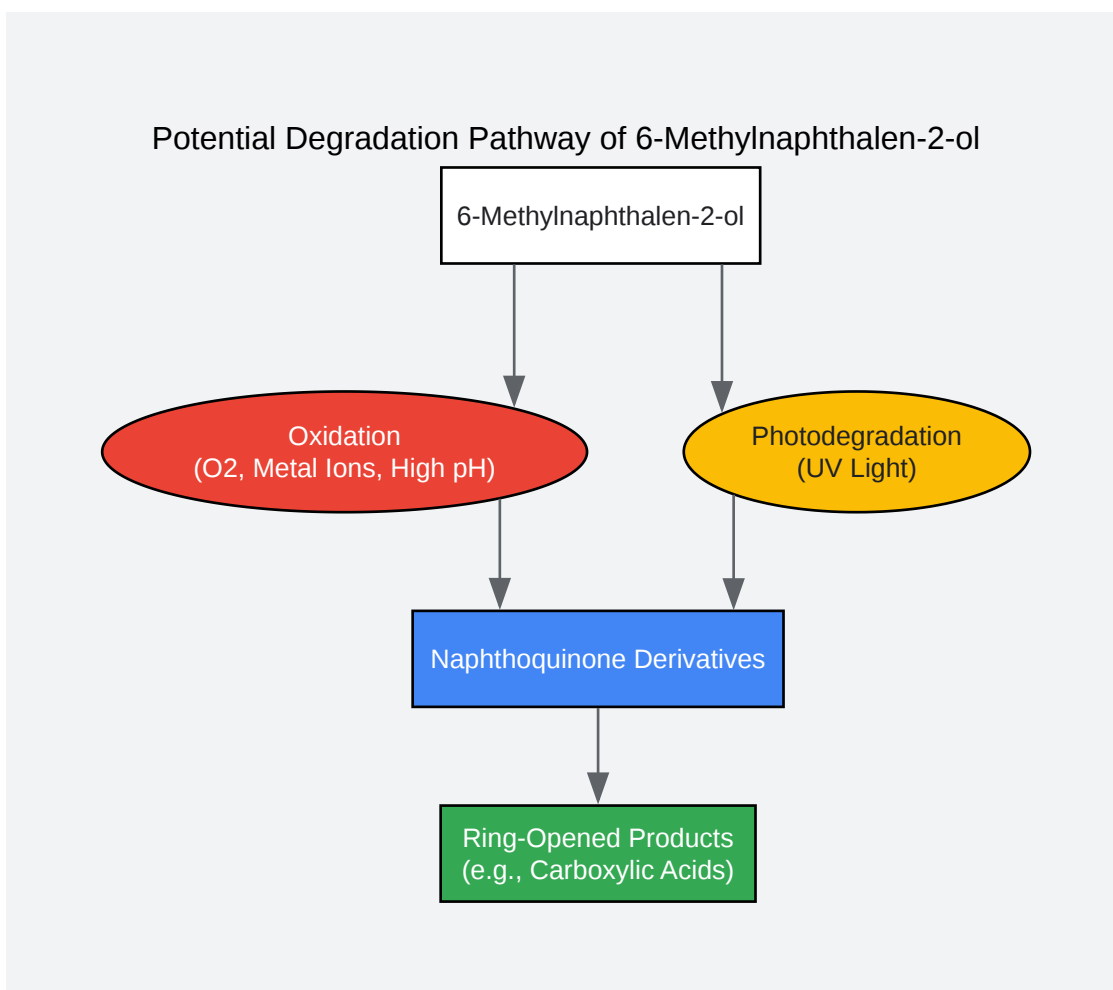 Potential Degradation Pathway of 6-Methylnaphthalen-2-ol
6-Methylnaphthalen-2-ol
Oxidation
(O2, Metal Ions, High pH)
Photodegradation
(UV Light)
Naphthoquinone Derivatives
Ring-Opened Products
(e.g., Carboxylic Acids)